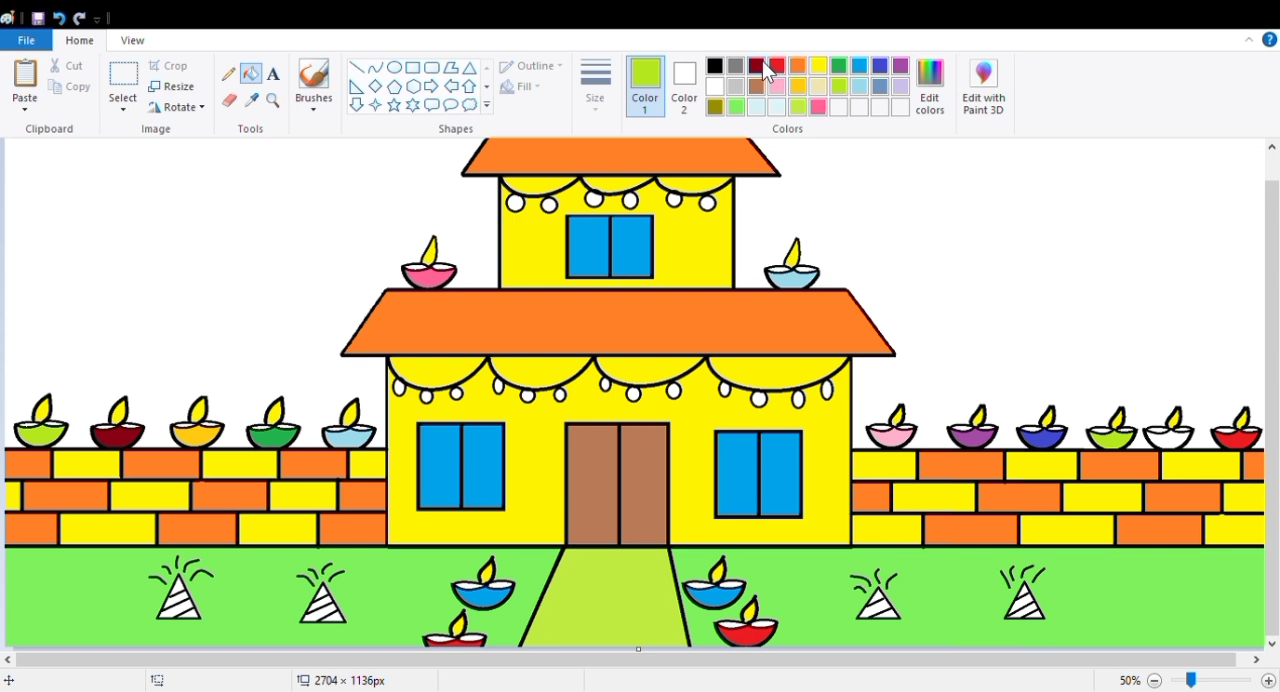 File Home View
Paste Cut Copy
Clipboard
Select Crop Resize Rotate
Image
Tools
Brushes
Outline Fill
Shapes
Size
Color 1
Color 2
Edit colors
Colors
Edit with Paint 3D
2704 × 1136px
50%